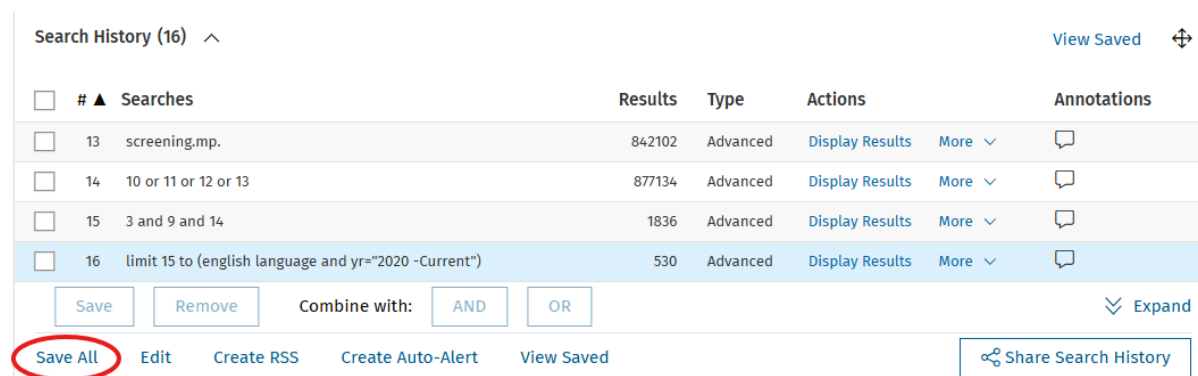 Search History (16) View Saved
# ▲ Searches Results Type Actions Annotations
13 screening.mp. 842102 Advanced Display Results More
14 10 or 11 or 12 or 13 877134 Advanced Display Results More
15 3 and 9 and 14 1836 Advanced Display Results More
16 limit 15 to (english language and yr="2020 -Current") 530 Advanced Display Results More
Save Remove Combine with: AND OR Expand
Save All Edit Create RSS Create Auto-Alert View Saved Share Search History